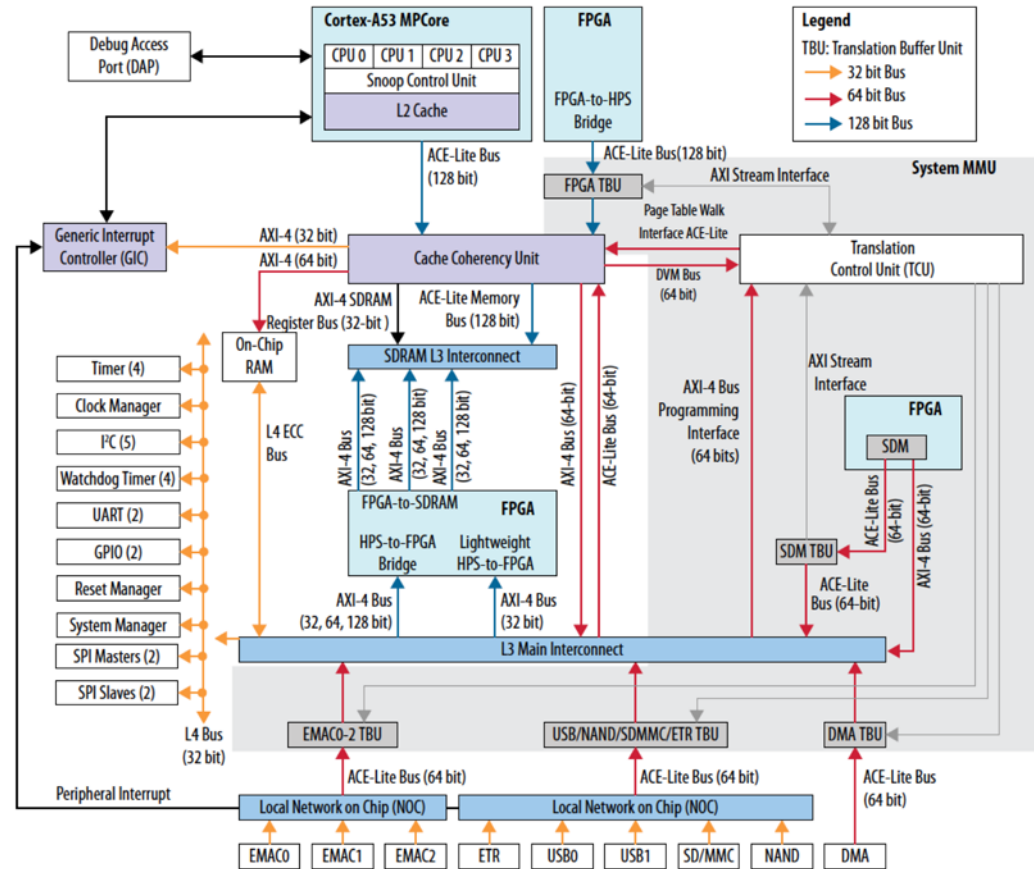 Cortex-A53 MPCore
CPU 0 CPU 1 CPU 2 CPU 3
Snoop Control Unit
L2 Cache
Debug Access
Port (DAP)
FPGA
FPGA-to-HPS
Bridge
Legend
TBU: Translation Buffer Unit
32 bit Bus
64 bit Bus
128 bit Bus
ACE-Lite Bus
(128 bit)
ACE-Lite Bus(128 bit)
System MMU
FPGA TBU
AXI Stream Interface
Page Table Walk
Interface ACE-Lite
Generic Interrupt
Controller (GIC)
AXI-4 (32 bit)
AXI-4 (64 bit)
Cache Coherency Unit
DVM Bus
(64 bit)
Translation
Control Unit (TCU)
AXI-4 SDRAM
Register Bus (32-bit )
ACE-Lite Memory
Bus (128 bit)
On-Chip
RAM
SDRAM L3 Interconnect
Timer (4)
Clock Manager
I²C (5)
Watchdog Timer (4)
UART (2)
GPIO (2)
Reset Manager
System Manager
SPI Masters (2)
SPI Slaves (2)
L4 Bus
(32 bit)
L4 ECC
Bus
AXI-4 Bus
(32, 64, 128 bit)
AXI-4 Bus
(32, 64, 128 bit)
AXI-4 Bus
(32, 64, 128 bit)
AXI-4 Bus (64-bit)
ACE-Lite Bus (64-bit)
FPGA-to-SDRAM
FPGA
HPS-to-FPGA
Bridge
Lightweight
HPS-to-FPGA
AXI-4 Bus
(32, 64, 128 bit)
AXI-4 Bus
(32 bit)
AXI-4 Bus
Programming
Interface
(64 bits)
AXI Stream
Interface
FPGA
SDM
ACE-Lite Bus
(64-bit)
AXI-4 Bus (64-bit)
SDM TBU
ACE-Lite
Bus (64-bit)
L3 Main Interconnect
EMAC0-2 TBU
USB/NAND/SDMMC/ETR TBU
DMA TBU
ACE-Lite Bus (64 bit)
ACE-Lite Bus (64 bit)
ACE-Lite Bus
(64 bit)
Peripheral Interrupt
Local Network on Chip (NOC)
Local Network on Chip (NOC)
EMAC0
EMAC1
EMAC2
ETR
USB0
USB1
SD/MMC
NAND
DMA